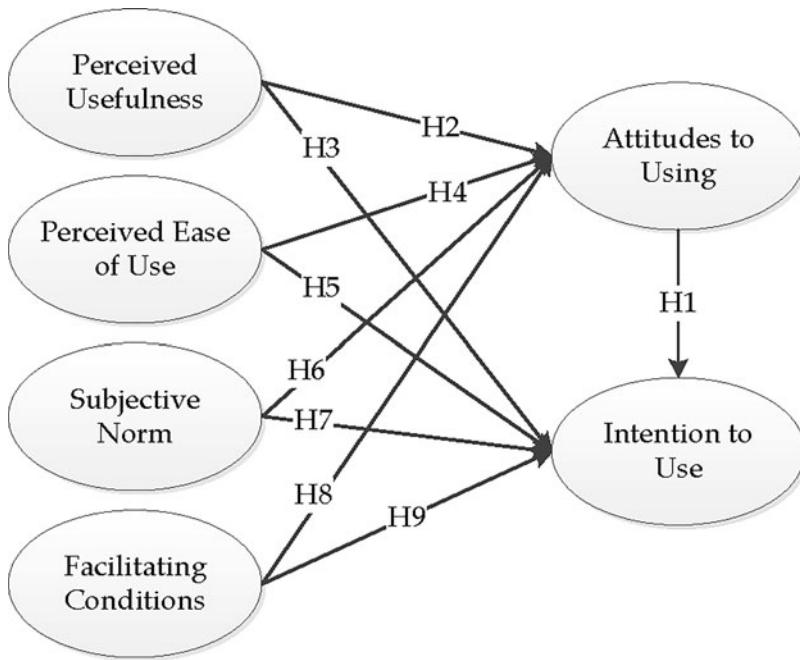 Perceived
Usefulness
Perceived Ease
of Use
Subjective
Norm
Facilitating
Conditions
H2
H3
H4
H5
H6
H7
H8
H9
Attitudes to
Using
H1
Intention to
Use